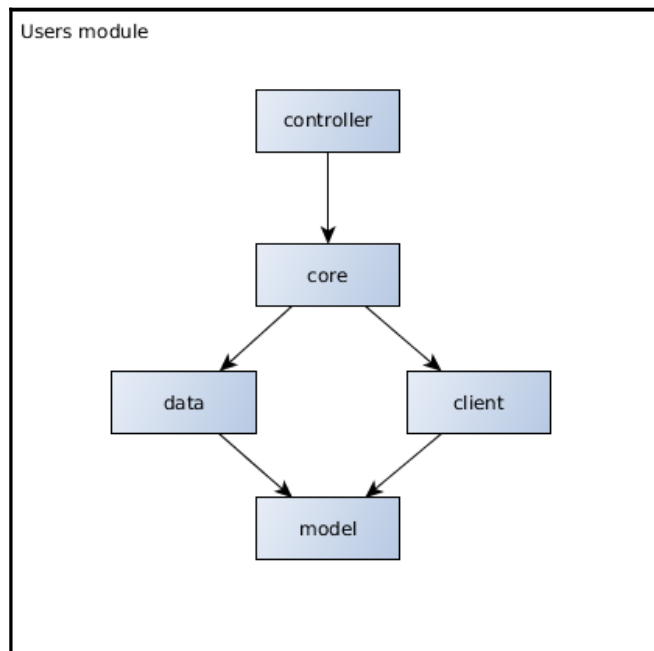 Users module
controller
core
data
client
model